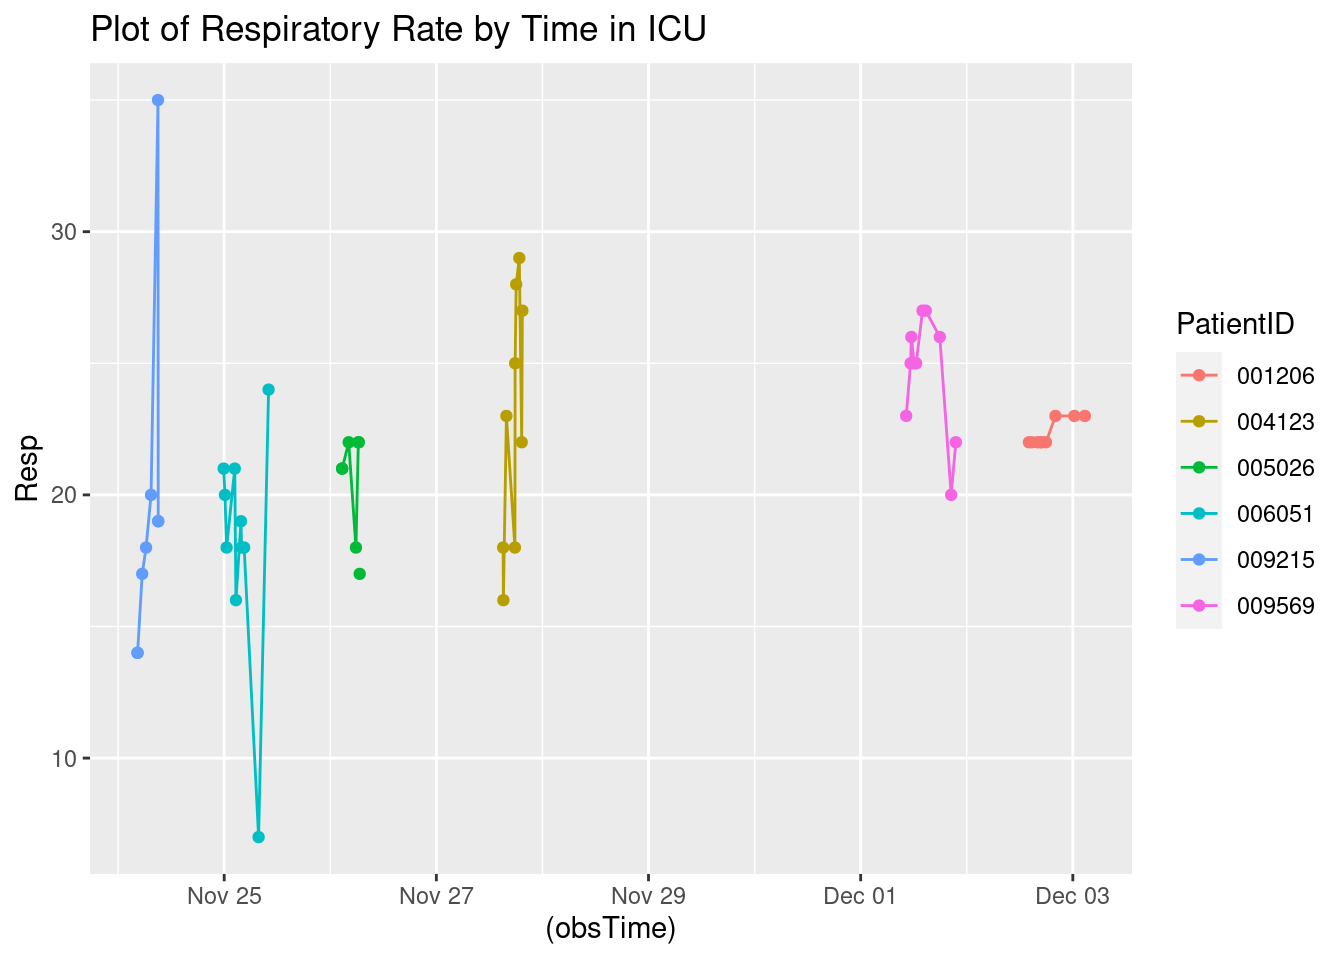 Plot of Respiratory Rate by Time in ICU
30
20
10
Resp
Nov 25
Nov 27
Nov 29
Dec 01
Dec 03
(obsTime)
PatientID
001206
004123
005026
006051
009215
009569